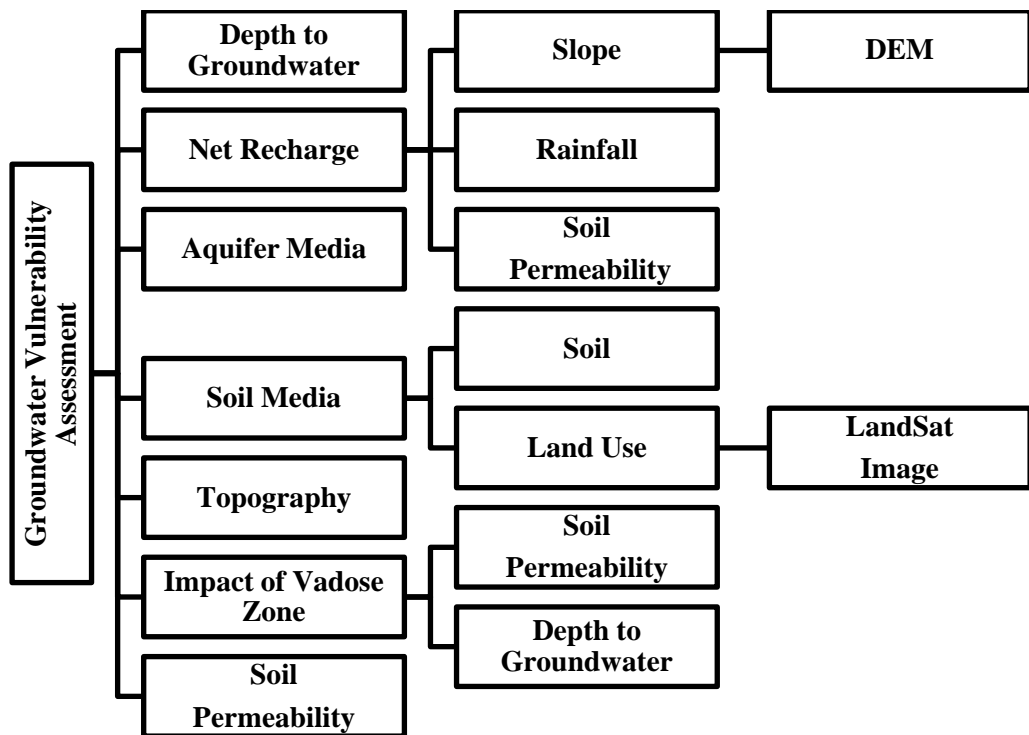 Groundwater Vulnerability
Assessment
Depth to
Groundwater
Net Recharge
Aquifer Media
Soil Media
Topography
Impact of Vadose
Zone
Soil
Permeability
Slope
Rainfall
Soil
Permeability
Soil
Land Use
Soil
Permeability
Depth to
Groundwater
DEM
LandSat
Image